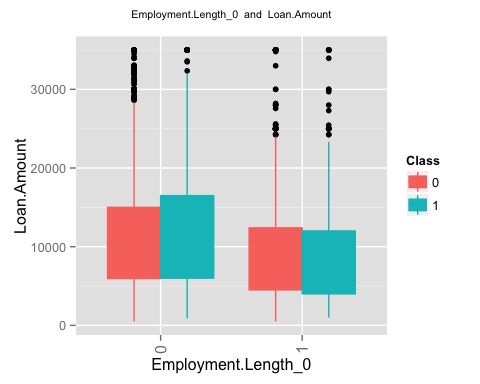 Employment.Length_0 and Loan.Amount
Loan.Amount
30000
20000
10000
0
0
1
Employment.Length_0
Class
0
1